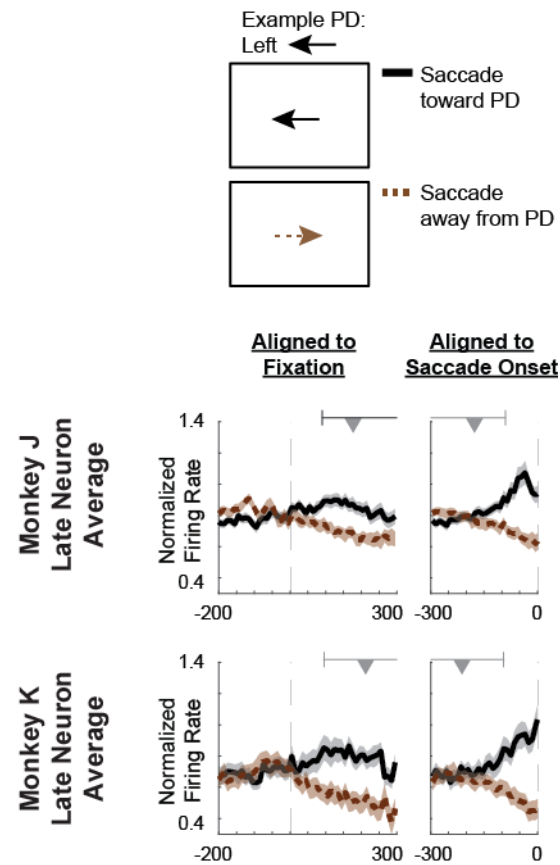 Example PD:
Left
Saccade
toward PD
Saccade
away from PD
Aligned to
Fixation
Aligned to
Saccade Onset
Monkey J
Late Neuron
Average
Normalized
Firing Rate
1.4
0.4
-200
300
-300
0
Monkey K
Late Neuron
Average
Normalized
Firing Rate
1.4
0.4
-200
300
-300
0